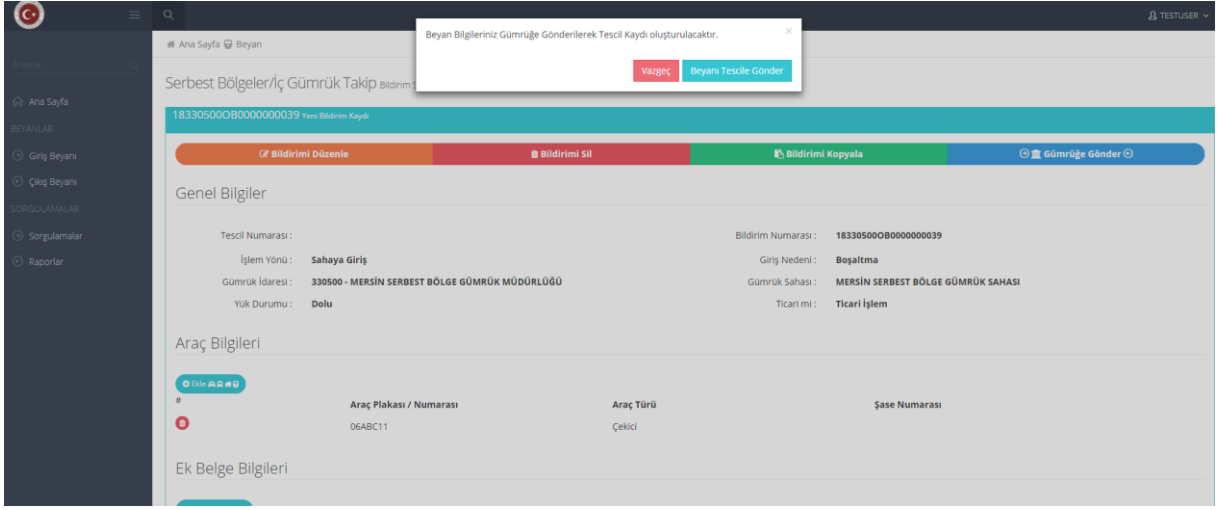 TESTUSER
Beyan Bilgileriniz Gümrüğe Gönderilerek Tescil Kaydı oluşturulacaktır. ×
Vazgeç Beyanı Tescile Gönder
Ana Sayfa Beyan
Serbest Bölgeler/İç Gümrük Takip Bildirim
Ana Sayfa
BEYANLAR
Giriş Beyanı
Çıkış Beyanı
SORGULAMALAR
Sorgulamalar
Raporlar
18330500OB0000000039 Yeni Bildirim Kaydı
Bildirimi Düzenle Bildirimi Sil Bildirimi Kopyala Gümrüğe Gönder
Genel Bilgiler
Tescil Numarası : Bildirim Numarası : 18330500OB0000000039
İşlem Yönü : Sahaya Giriş Giriş Nedeni : Boşaltma
Gümrük İdaresi : 330500 - MERSİN SERBEST BÖLGE GÜMRÜK MÜDÜRLÜĞÜ Gümrük Sahası : MERSİN SERBEST BÖLGE GÜMRÜK SAHASI
Yük Durumu : Dolu Ticari mi : Ticari İşlem
Araç Bilgileri
Ekle
# Araç Plakası / Numarası Araç Türü Şase Numarası
06ABC11 Çekici
Ek Belge Bilgileri